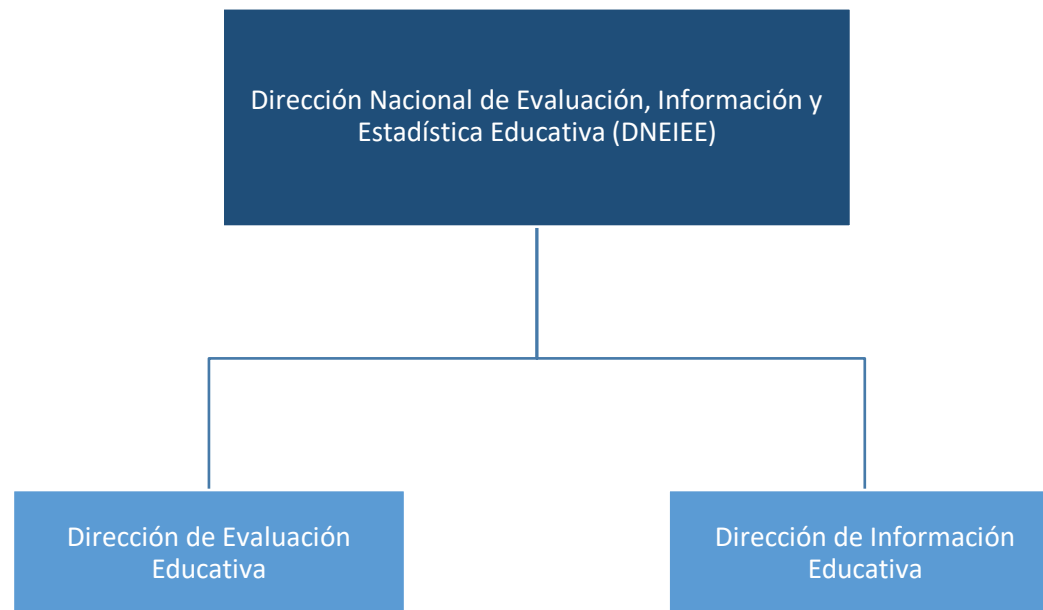 Dirección Nacional de Evaluación, Información y
Estadística Educativa (DNEIEE)
Dirección de Evaluación
Educativa
Dirección de Información
Educativa